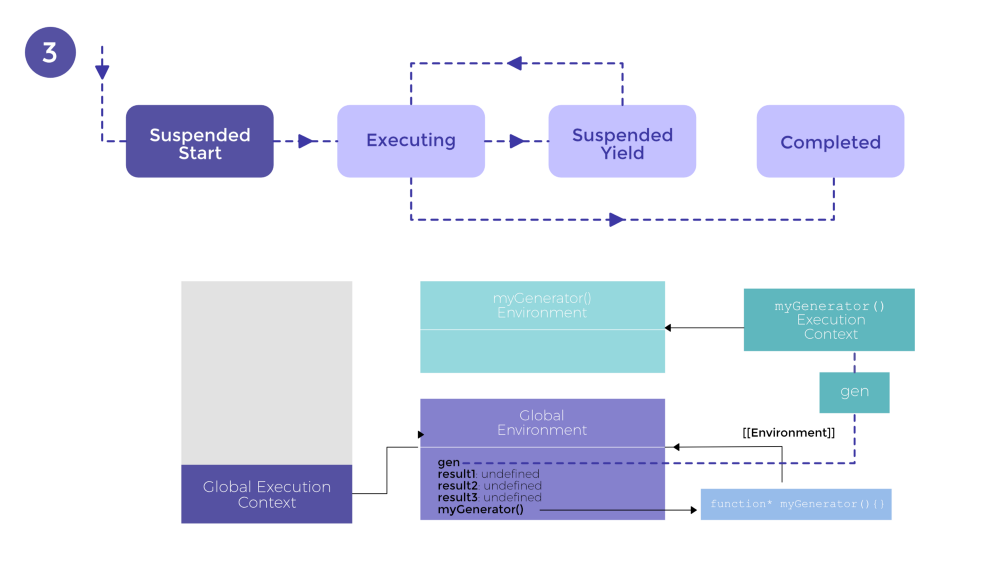 3
Suspended
Start
Executing
Suspended
Yield
Completed
myGenerator()
Environment
myGenerator()
Execution
Context
gen
Global
Environment
[[Environment]]
gen
result1: undefined
result2: undefined
result3: undefined
myGenerator()
Global Execution
Context
function* myGenerator(){}